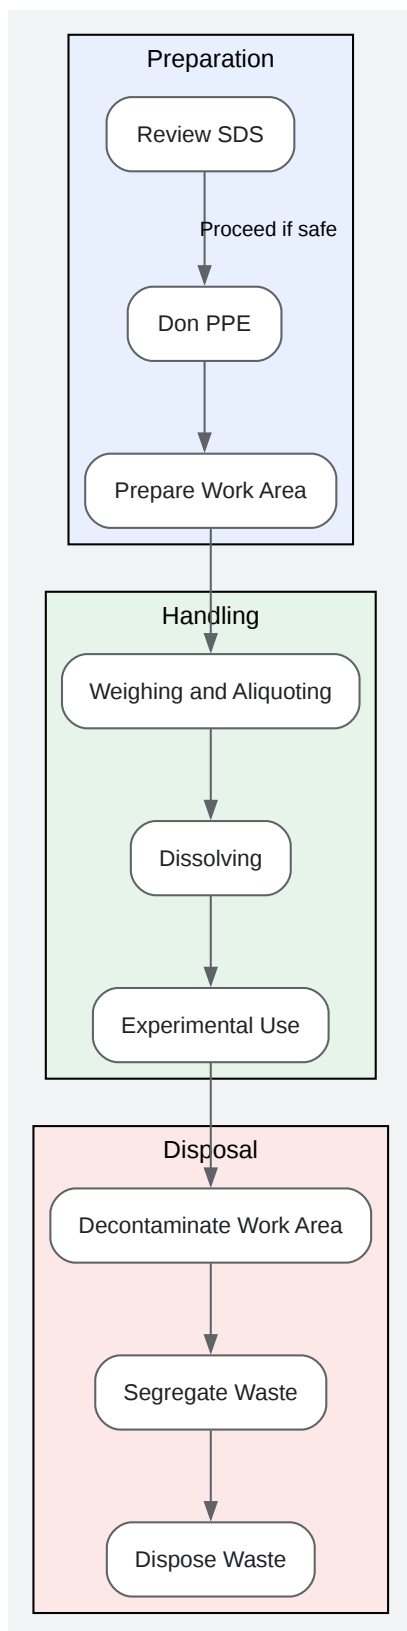 Preparation
Review SDS
Proceed if safe
Don PPE
Prepare Work Area
Handling
Weighing and Aliquoting
Dissolving
Experimental Use
Disposal
Decontaminate Work Area
Segregate Waste
Dispose Waste